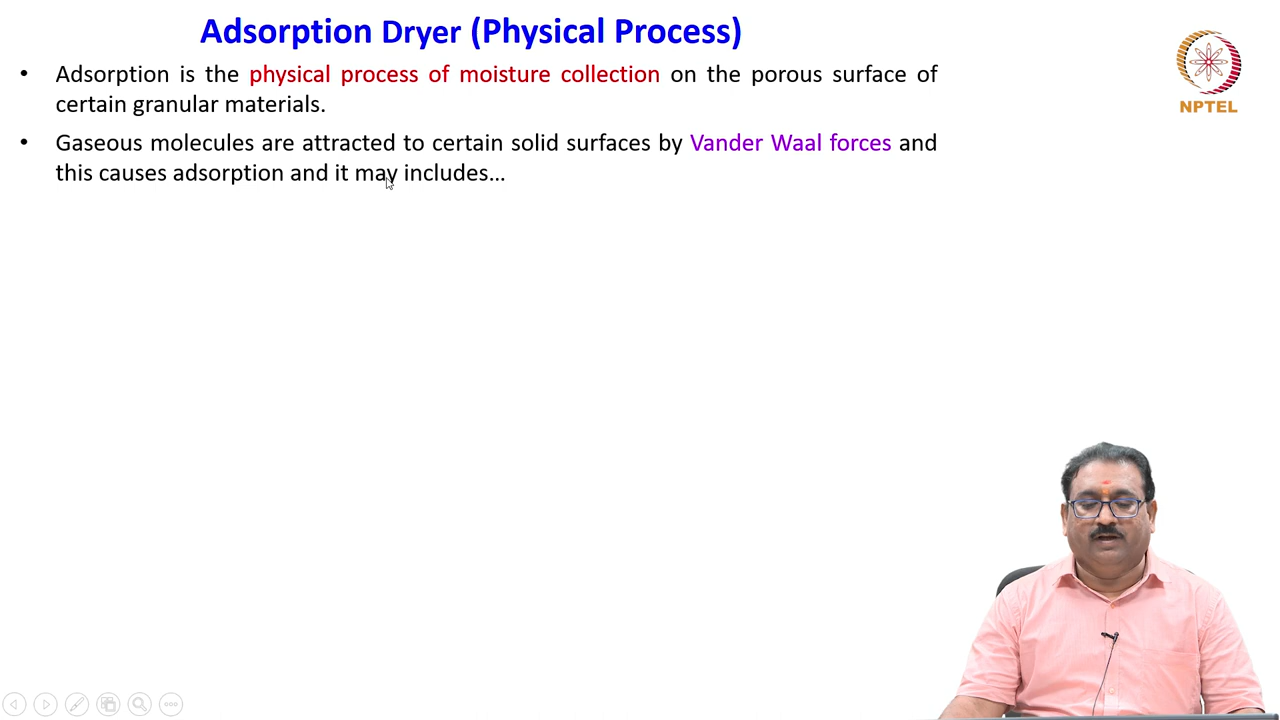 Adsorption Dryer (Physical Process)
• Adsorption is the physical process of moisture collection on the porous surface of
certain granular materials.
• Gaseous molecules are attracted to certain solid surfaces by Vander Waal forces and
this causes adsorption and it may includes...
NPTEL